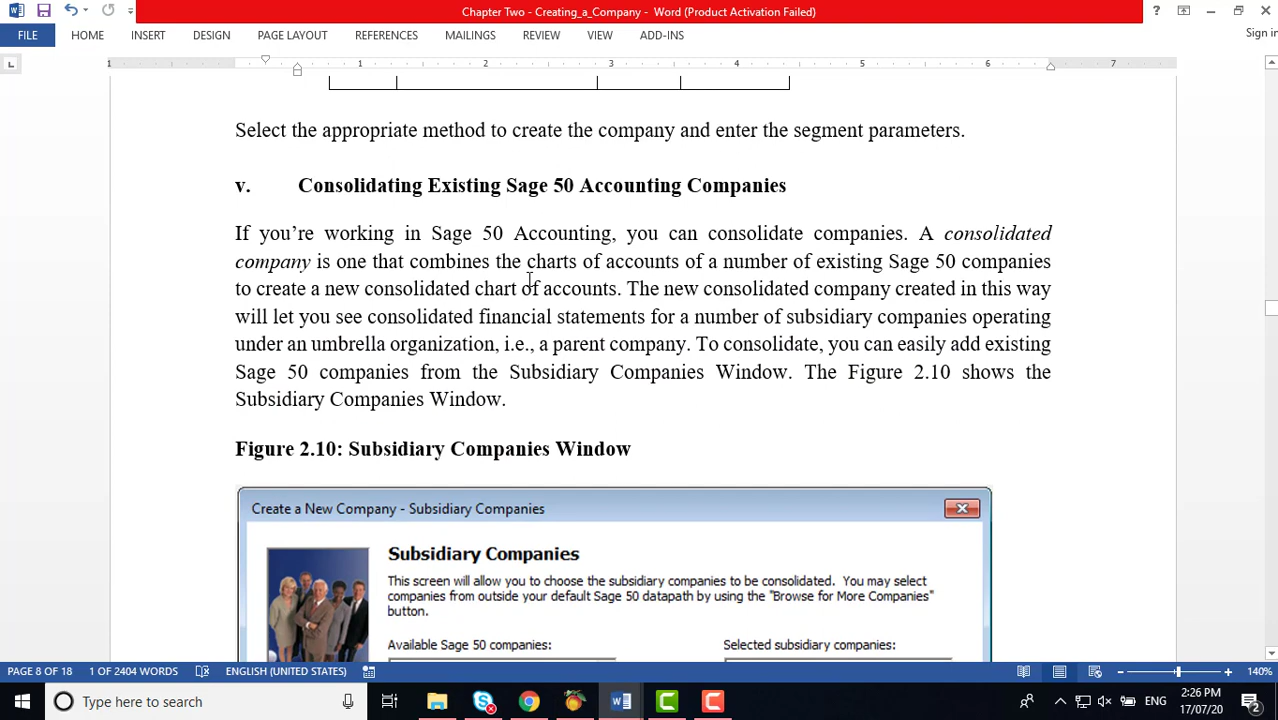 Chapter Two - Creating_a_Company - Word (Product Activation Failed)
FILE HOME INSERT DESIGN PAGE LAYOUT REFERENCES MAILINGS REVIEW VIEW ADD-INS Sign in
1 1 2 3 4 5 6 7
Select the appropriate method to create the company and enter the segment parameters.
v. Consolidating Existing Sage 50 Accounting Companies
If you’re working in Sage 50 Accounting, you can consolidate companies. A consolidated
company is one that combines the charts of accounts of a number of existing Sage 50 companies
to create a new consolidated chart of accounts. The new consolidated company created in this way
will let you see consolidated financial statements for a number of subsidiary companies operating
under an umbrella organization, i.e., a parent company. To consolidate, you can easily add existing
Sage 50 companies from the Subsidiary Companies Window. The Figure 2.10 shows the
Subsidiary Companies Window.
Figure 2.10: Subsidiary Companies Window
Create a New Company - Subsidiary Companies
Subsidiary Companies
This screen will allow you to choose the subsidiary companies to be consolidated. You may select
companies from outside your default Sage 50 datapath by using the "Browse for More Companies"
button.
Available Sage 50 companies: Selected subsidiary companies:
PAGE 8 OF 18 1 OF 2404 WORDS ENGLISH (UNITED STATES) 140%
Type here to search ENG 2:26 PM
17/07/20 2